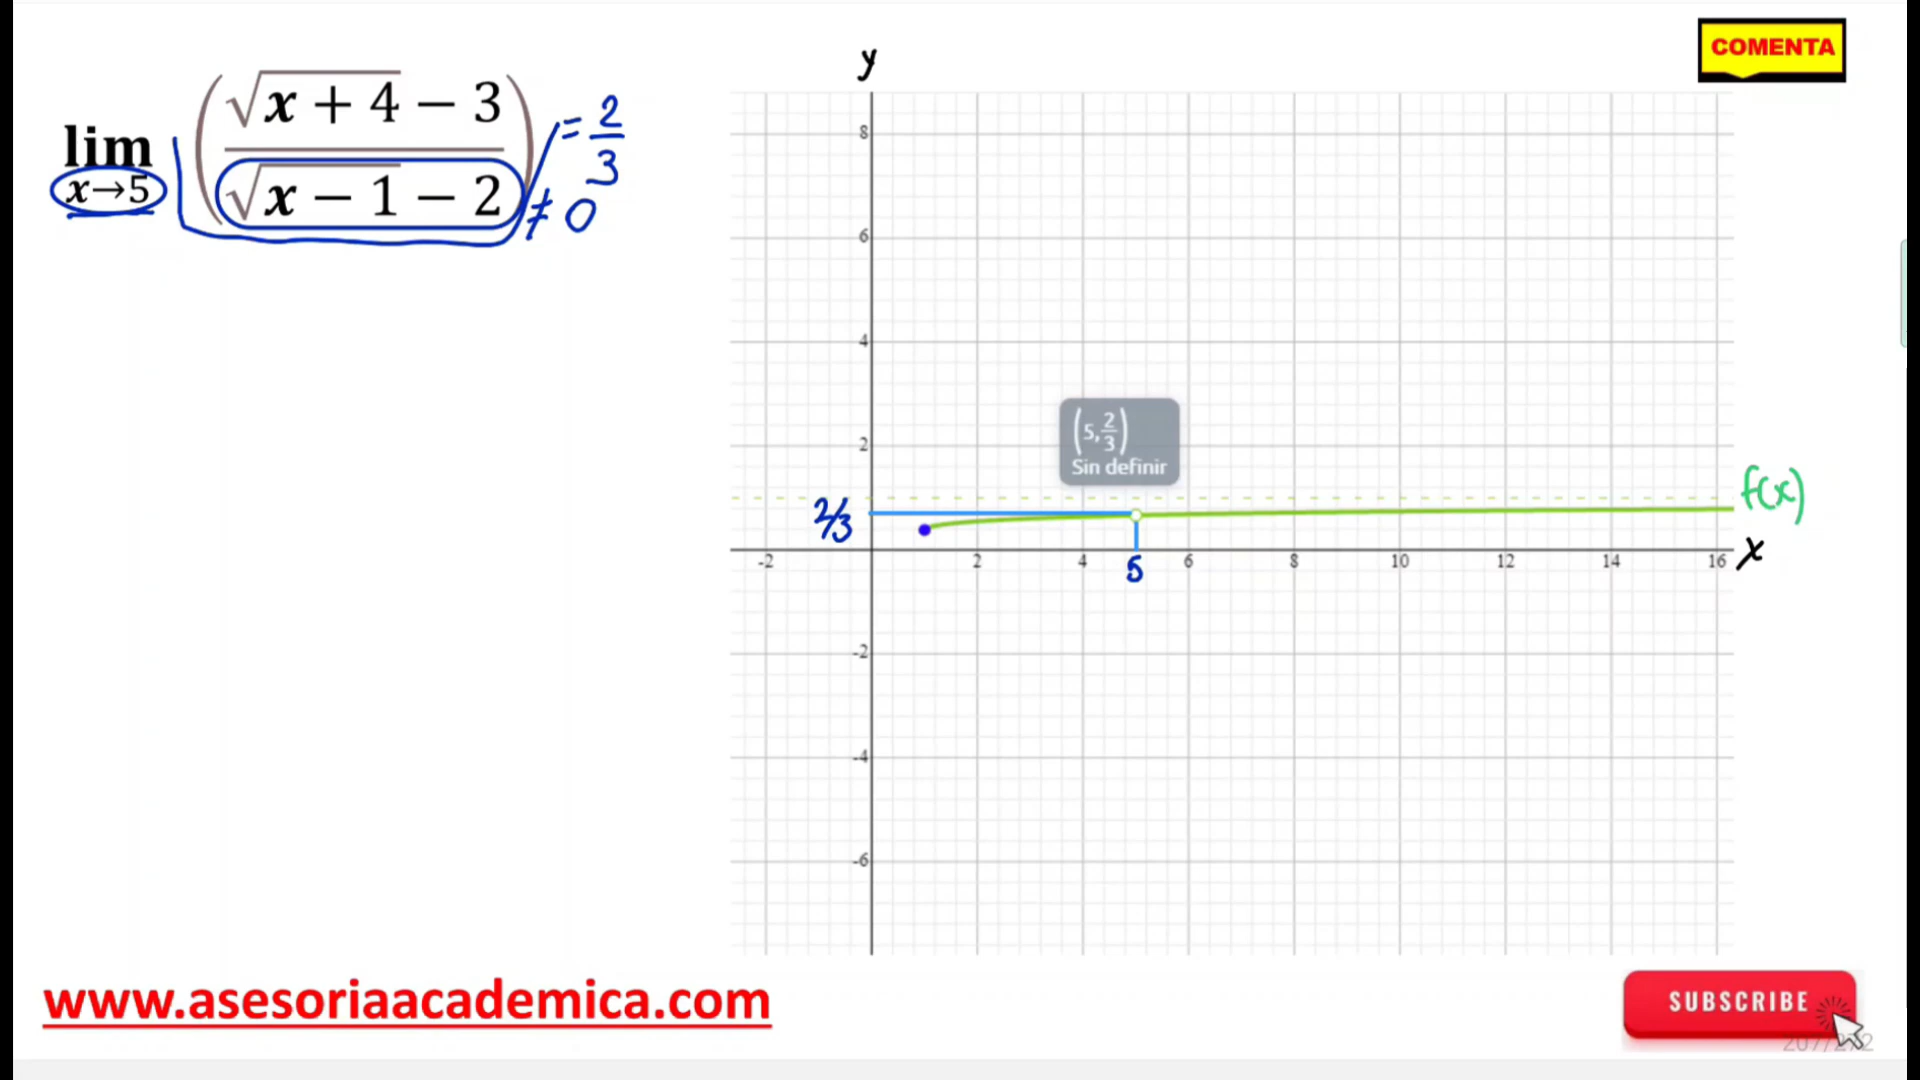 COMENTA
lim x→5 ( (√x + 4 − 3) / (√x − 1 − 2) ) = 2/3
≠ 0
y
8
6
4
2
(5, 2/3)
Sin definir
2/3
f(x)
x
-2 2 4 5 6 8 10 12 14 16
-2
-4
-6
www.asesoriaacademica.com
SUBSCRIBE